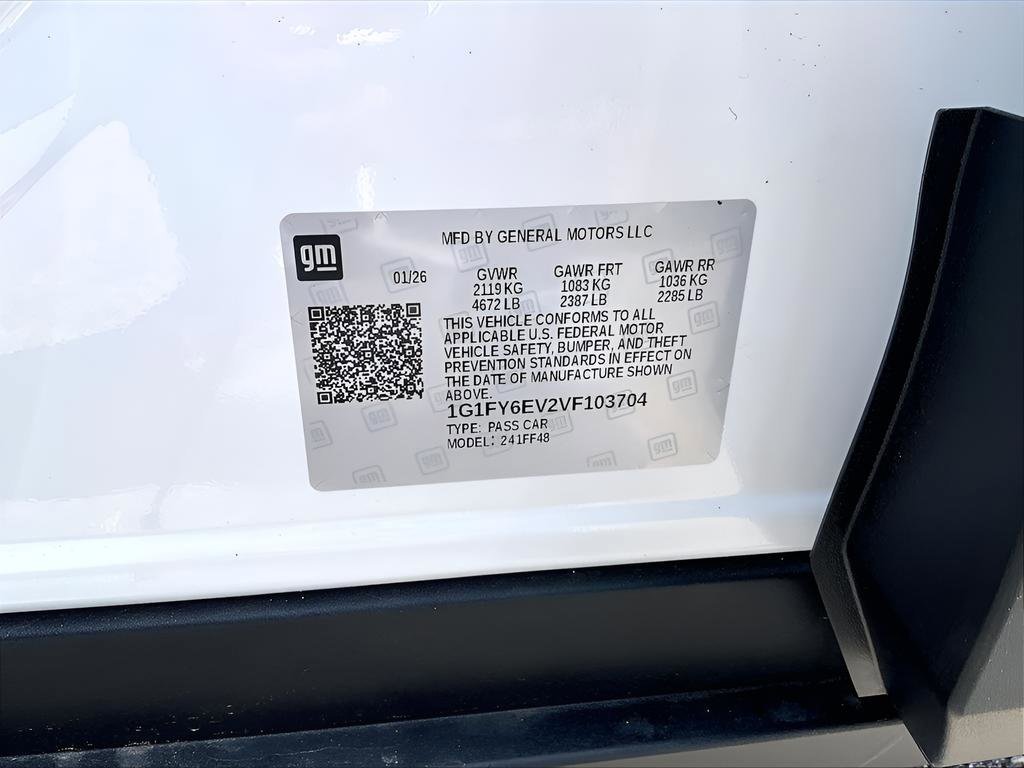 MFD BY GENERAL MOTORS LLC
gm
01/26 GVWR GAWR FRT GAWR RR
2119 KG 1083 KG 1036 KG
4672 LB 2387 LB 2285 LB
THIS VEHICLE CONFORMS TO ALL
APPLICABLE U.S. FEDERAL MOTOR
VEHICLE SAFETY, BUMPER, AND THEFT
PREVENTION STANDARDS IN EFFECT ON
THE DATE OF MANUFACTURE SHOWN
ABOVE.
1G1FY6EV2VF103704
TYPE: PASS CAR
MODEL: 241FF48